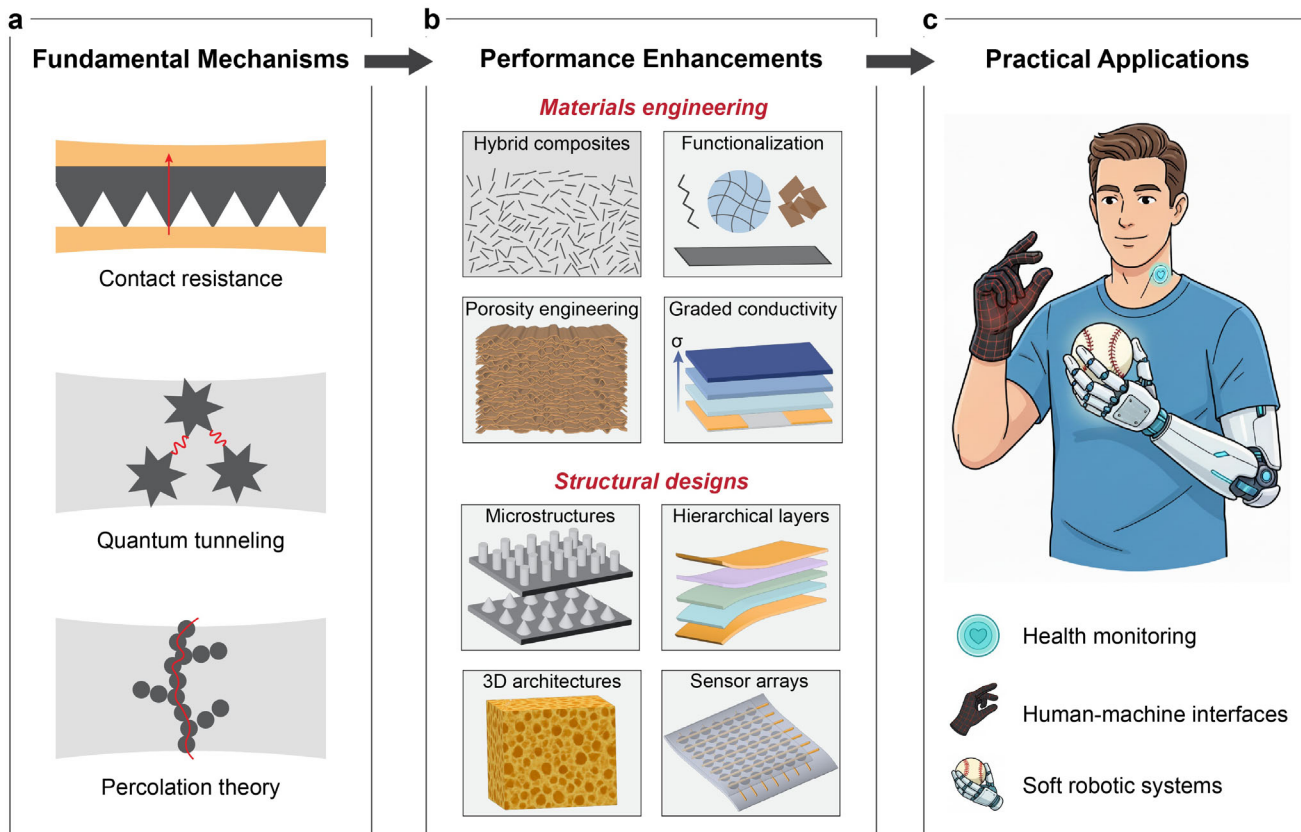 a
Fundamental Mechanisms
Contact resistance
Quantum tunneling
Percolation theory
b
Performance Enhancements
Materials engineering
Hybrid composites
Functionalization
Porosity engineering
Graded conductivity
σ
Structural designs
Microstructures
Hierarchical layers
3D architectures
Sensor arrays
c
Practical Applications
Health monitoring
Human-machine interfaces
Soft robotic systems